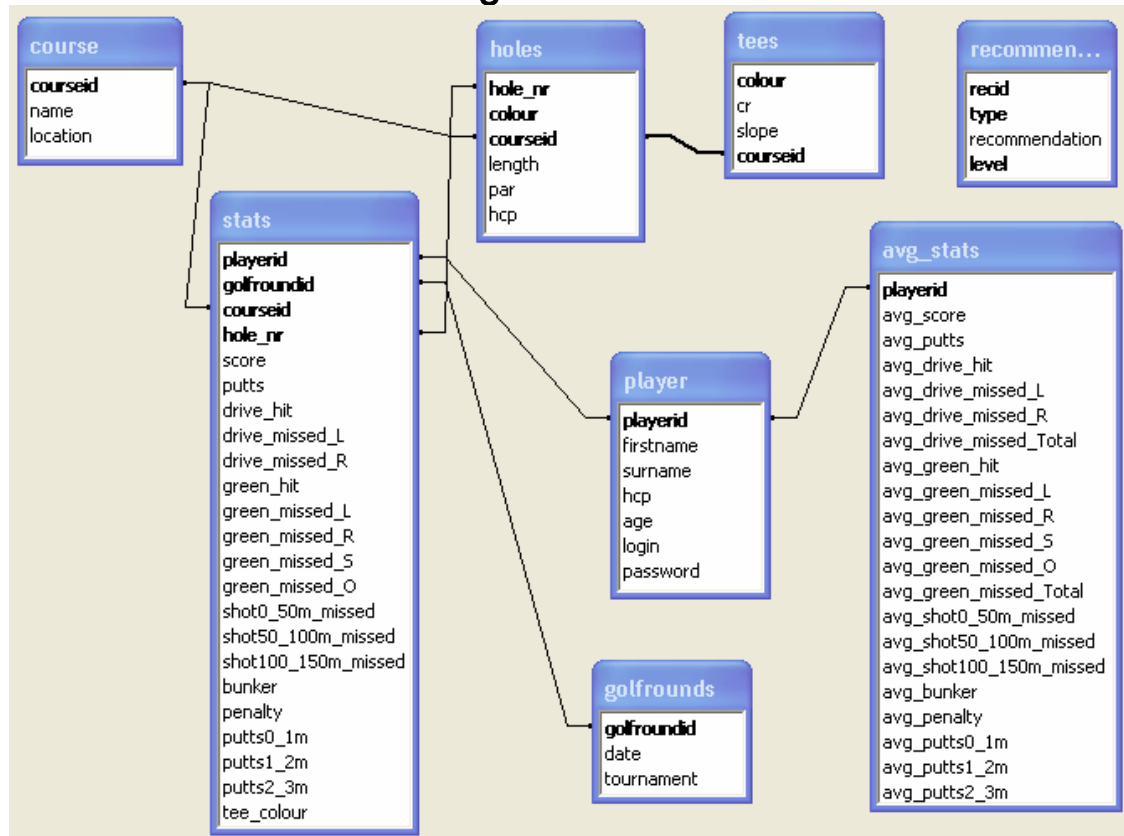 course
courseid
name
location
holes
hole_nr
colour
courseid
length
par
hcp
tees
colour
cr
slope
courseid
recommen...
recid
type
recommendation
level
stats
playerid
golfroundid
courseid
hole_nr
score
putts
drive_hit
drive_missed_L
drive_missed_R
green_hit
green_missed_L
green_missed_R
green_missed_S
green_missed_O
shot0_50m_missed
shot50_100m_missed
shot100_150m_missed
bunker
penalty
putts0_1m
putts1_2m
putts2_3m
tee_colour
player
playerid
firstname
surname
hcp
age
login
password
golfrounds
golfroundid
date
tournament
avg_stats
playerid
avg_score
avg_putts
avg_drive_hit
avg_drive_missed_L
avg_drive_missed_R
avg_drive_missed_Total
avg_green_hit
avg_green_missed_L
avg_green_missed_R
avg_green_missed_S
avg_green_missed_O
avg_green_missed_Total
avg_shot0_50m_missed
avg_shot50_100m_missed
avg_shot100_150m_missed
avg_bunker
avg_penalty
avg_putts0_1m
avg_putts1_2m
avg_putts2_3m